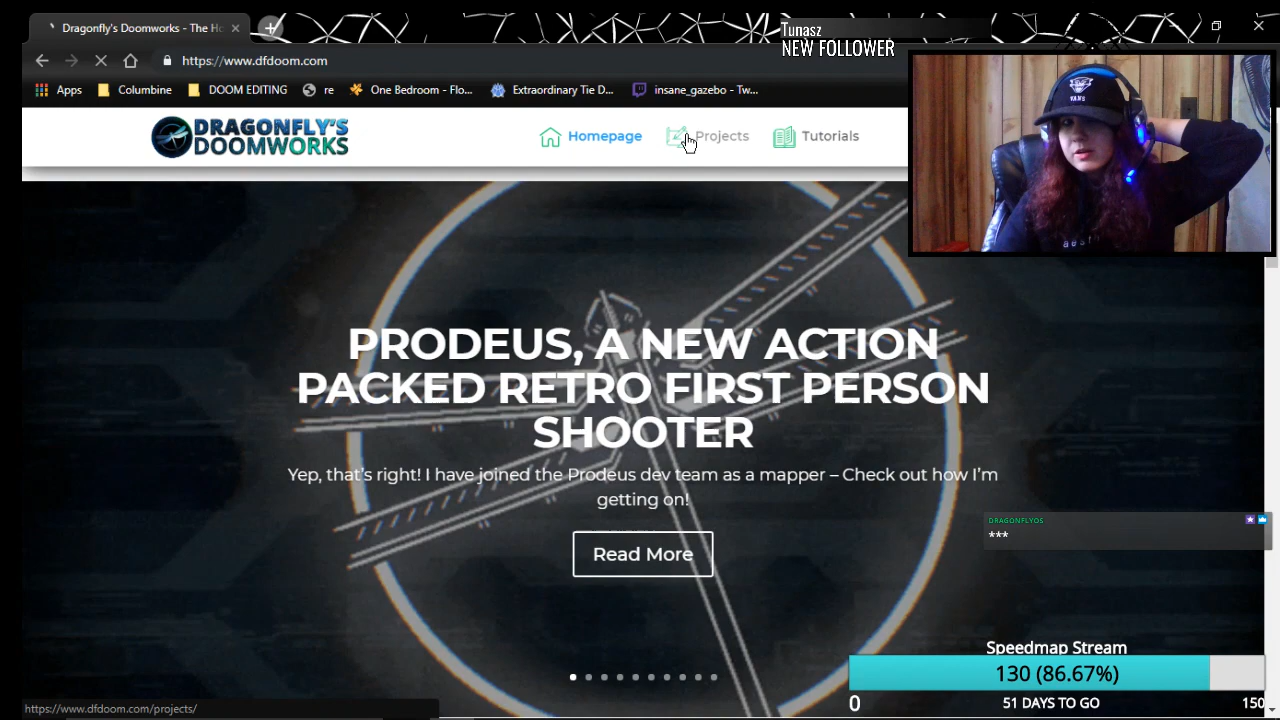 Dragonfly's Doomworks - The Ho
Tunasz
NEW FOLLOWER
https://www.dfdoom.com
Apps
Columbine
DOOM EDITING
re
One Bedroom - Flo...
Extraordinary Tie D...
insane_gazebo - Tw...
DRAGONFLY'S
DOOMWORKS
Homepage
Projects
Tutorials
VANS
PRODEUS, A NEW ACTION
PACKED RETRO FIRST PERSON
SHOOTER
Yep, that's right! I have joined the Prodeus dev team as a mapper – Check out how I'm
getting on!
Read More
DRAGONFLYOS
***
Speedmap Stream
130 (86.67%)
0
51 DAYS TO GO
150
https://www.dfdoom.com/projects/